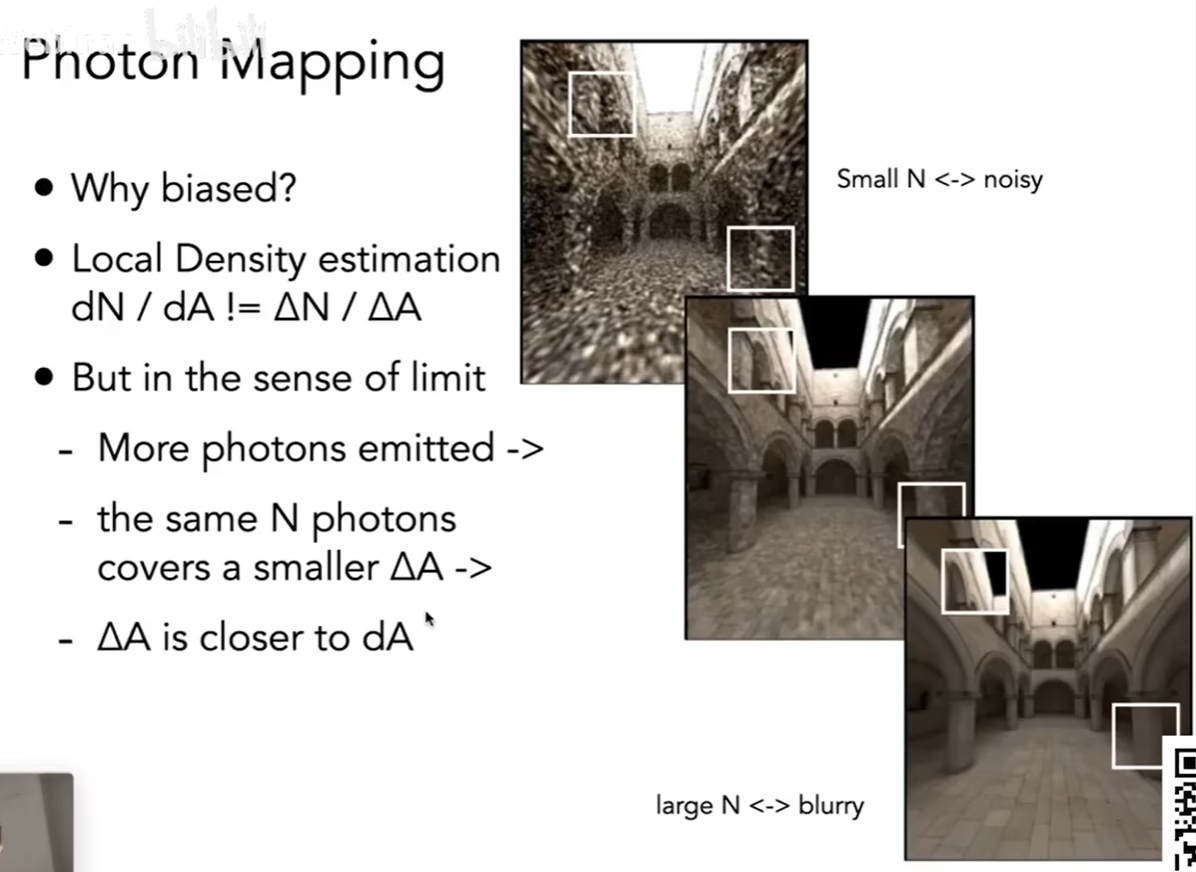 Photon Mapping
● Why biased?
● Local Density estimation
dN / dA != ΔN / ΔA
● But in the sense of limit
- More photons emitted ->
- the same N photons
covers a smaller ΔA ->
- ΔA is closer to dA
Small N <-> noisy
large N <-> blurry